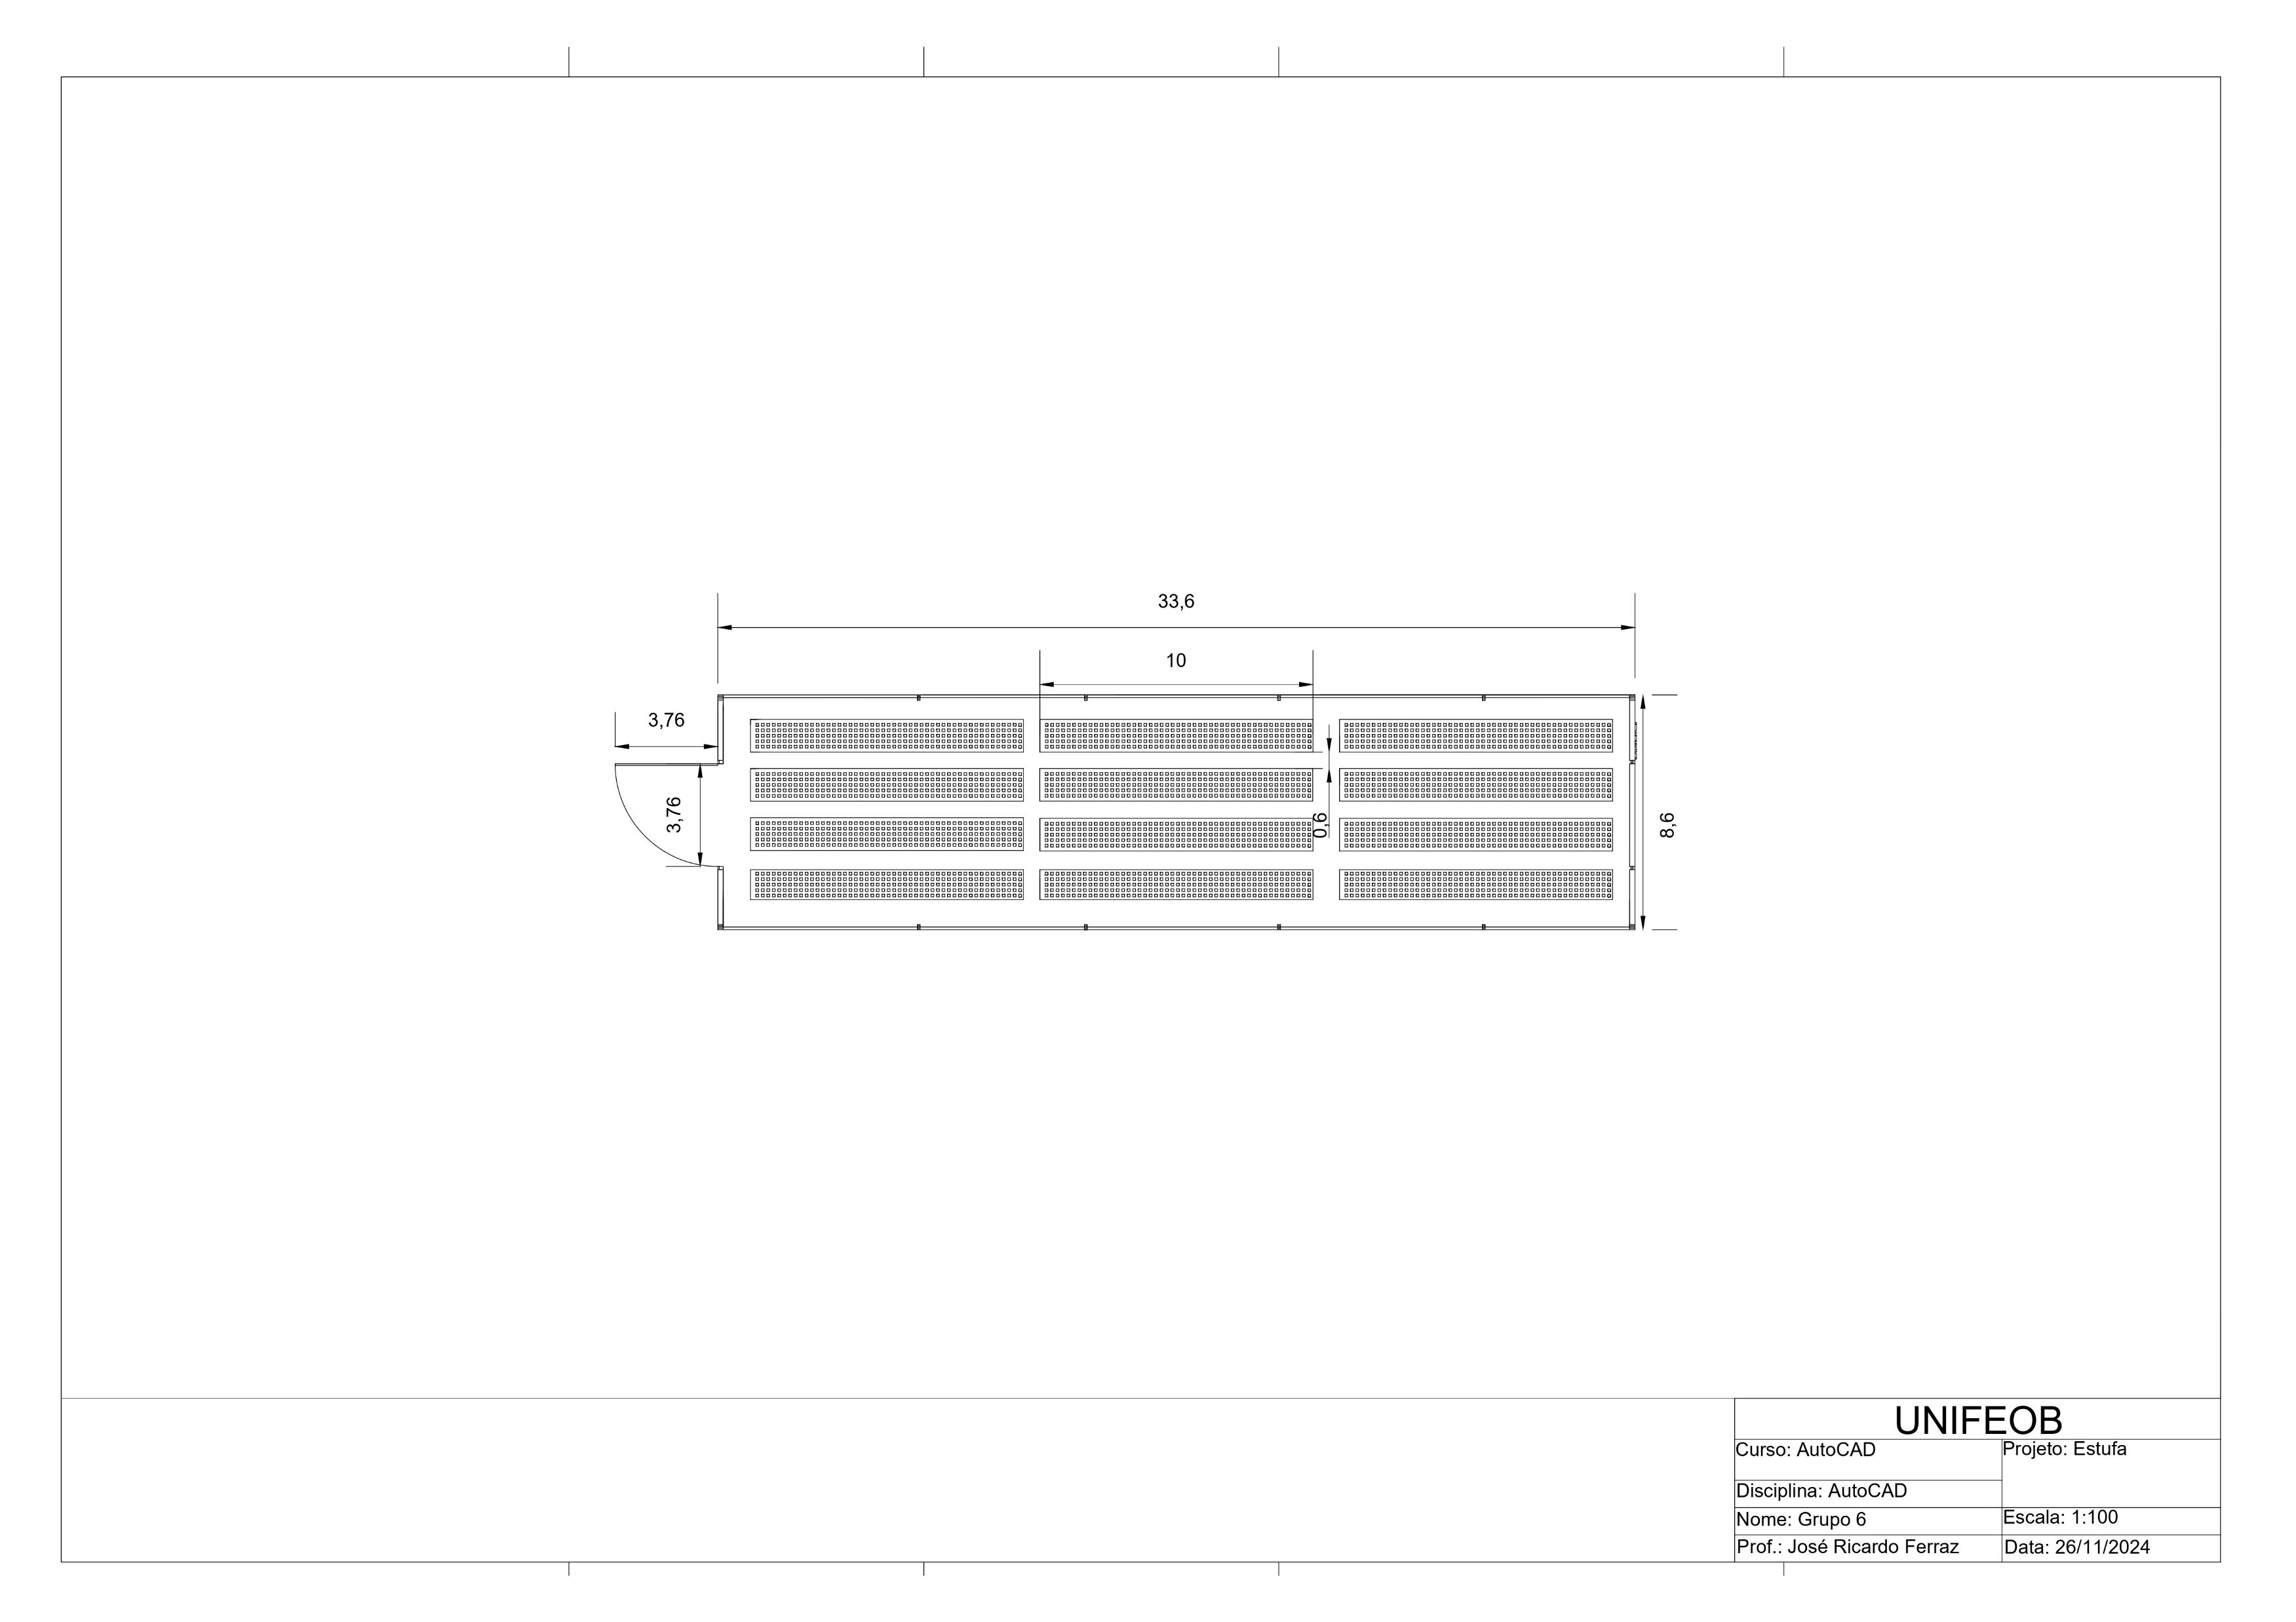 33,6
10
3,76
3,76
0,6
8,6
UNIFEOB
Curso: AutoCAD
Projeto: Estufa
Disciplina: AutoCAD
Nome: Grupo 6
Escala: 1:100
Prof.: José Ricardo Ferraz
Data: 26/11/2024